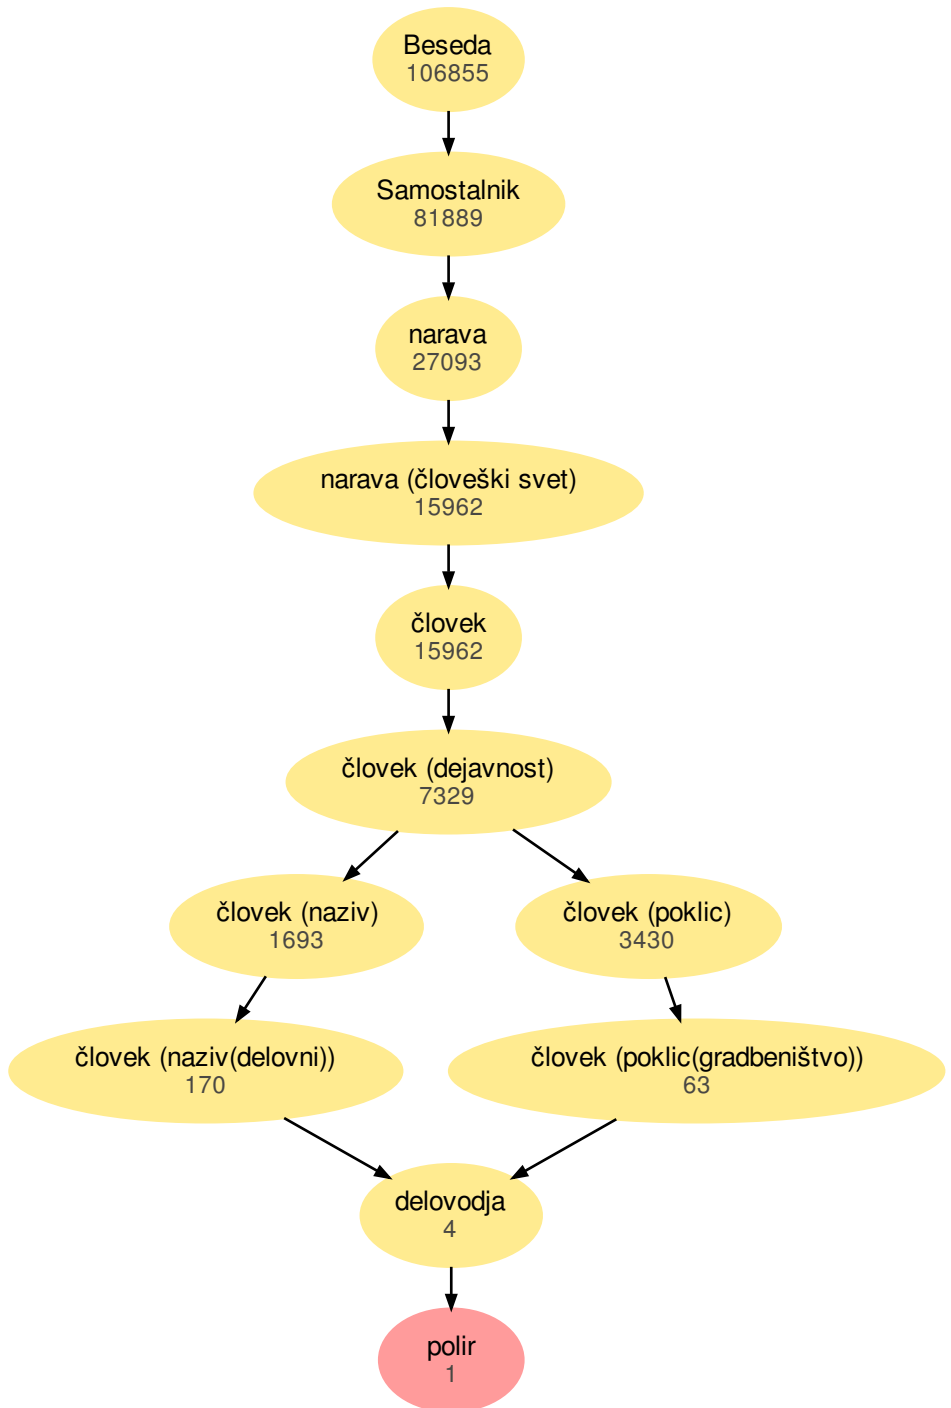 Beseda
106855
Samostalnik
81889
narava
27093
narava (človeški svet)
15962
človek
15962
človek (dejavnost)
7329
človek (naziv)
1693
človek (poklic)
3430
človek (naziv(delovni))
170
človek (poklic(gradbeništvo))
63
delovodja
4
polir
1